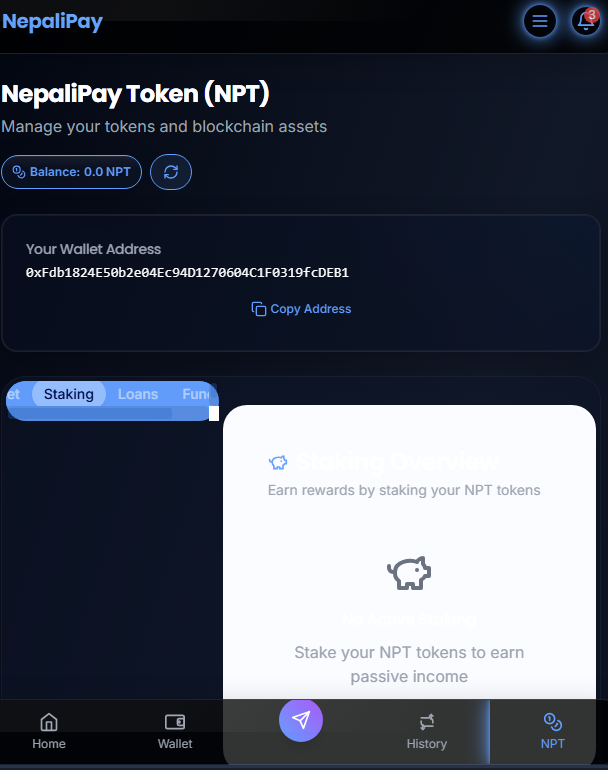 NepaliPay
3
NepaliPay Token (NPT)
Manage your tokens and blockchain assets
Balance: 0.0 NPT
Your Wallet Address
0xFdb1824E50b2e04Ec94D1270604C1F0319fcDEB1
Copy Address
et Staking Loans Fun
Staking Overview
Earn rewards by staking your NPT tokens
No Active Staking
Stake your NPT tokens to earn
passive income
Home Wallet History NPT